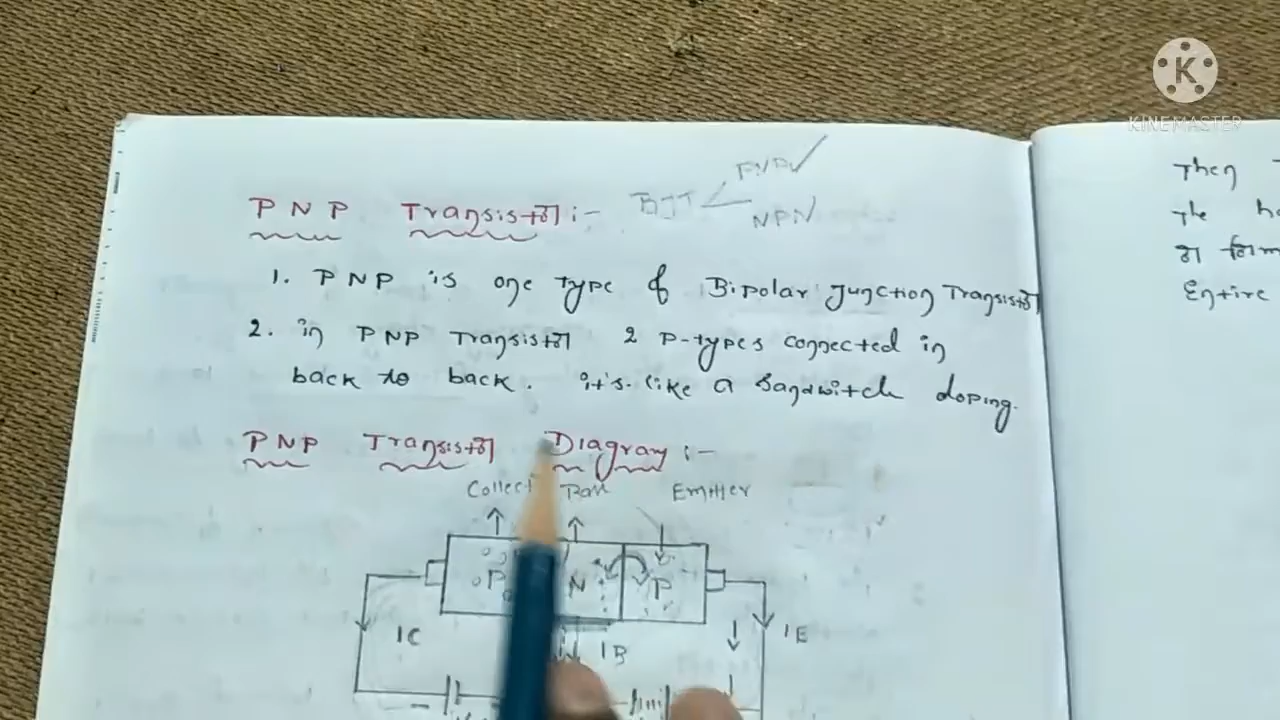 KINEMASTER
PNP Transistor :-
BJT PNP NPN
1. PNP is one type of Bipolar Junction Transistor
2. in PNP Transistor 2 P-types connected in
back to back. it's like a sandwitch doping.
PNP Transistor Diagram :-
Emitter
P N P
IC IB IE
Then
The
Entire